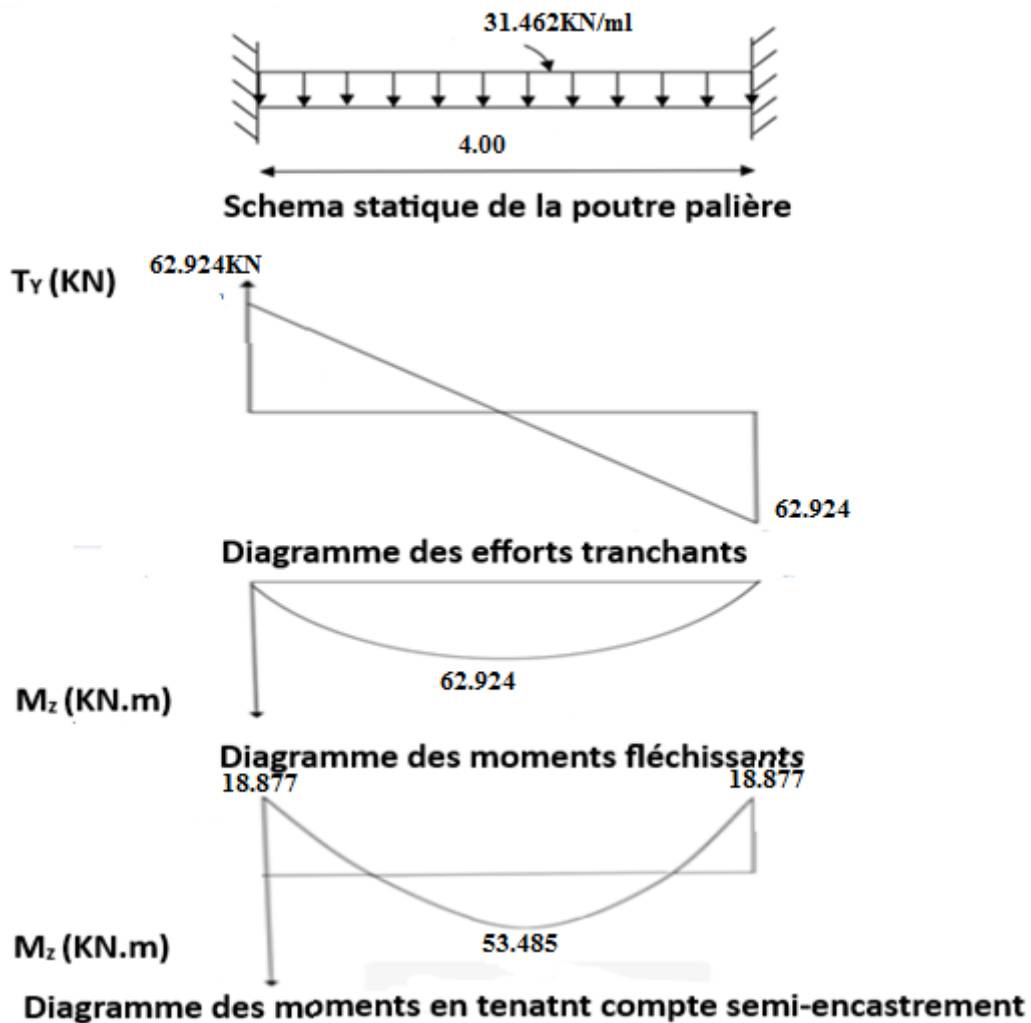 31.462KN/ml
4.00
Schema statique de la poutre palière
62.924KN
TY (KN)
62.924
Diagramme des efforts tranchants
62.924
Mz (KN.m)
Diagramme des moments fléchissants
18.877
18.877
53.485
Mz (KN.m)
Diagramme des moments en tenatnt compte semi-encastrement